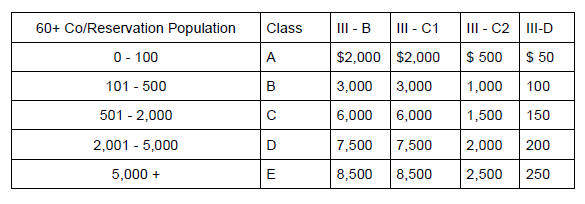 60+ Co/Reservation Population Class III - B III - C1 III - C2 III-D
0 - 100 A $2,000 $2,000 $ 500 $ 50
101 - 500 B 3,000 3,000 1,000 100
501 - 2,000 C 6,000 6,000 1,500 150
2,001 - 5,000 D 7,500 7,500 2,000 200
5,000 + E 8,500 8,500 2,500 250